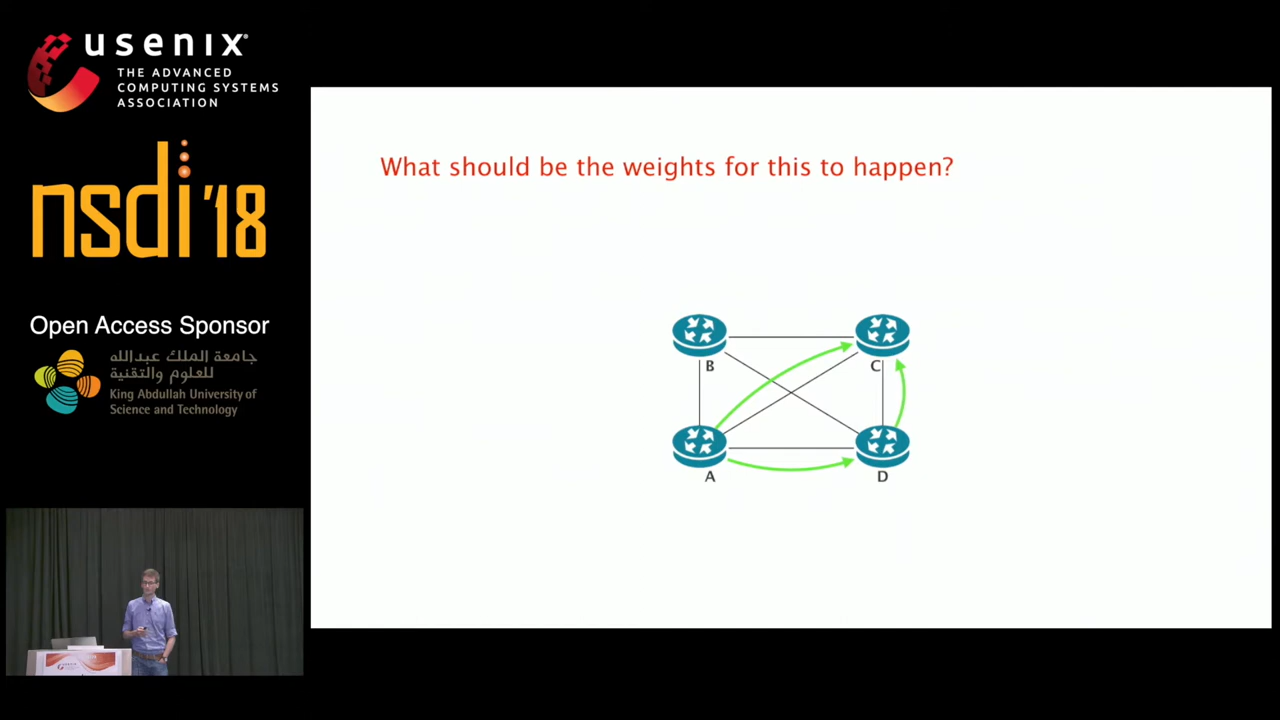 usenix
THE ADVANCED
COMPUTING SYSTEMS
ASSOCIATION
nsdi '18
Open Access Sponsor
جامعة الملك عبدالله
للعلوم والتقنية
King Abdullah University of
Science and Technology
What should be the weights for this to happen?
B
C
A
D
usenix